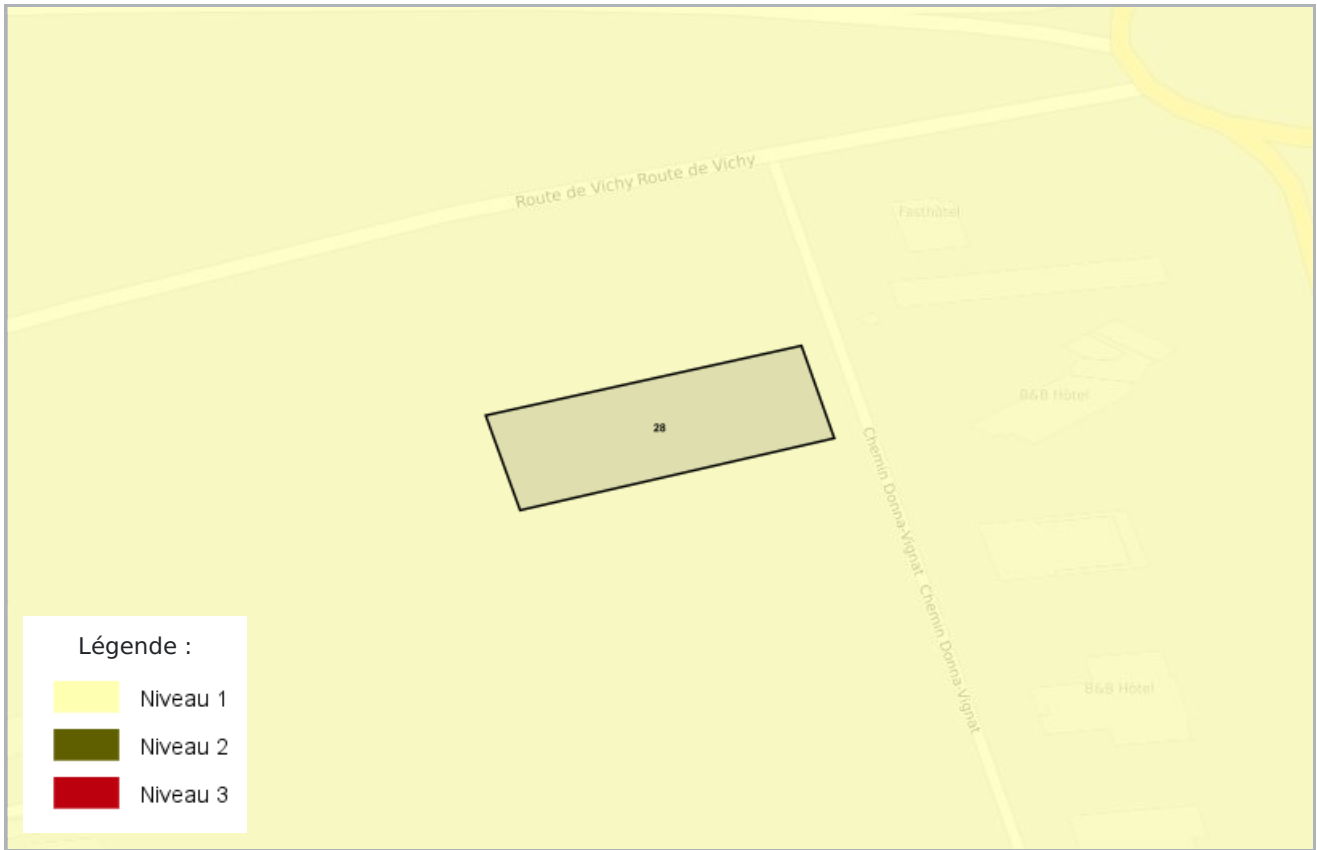 Route de Vichy Route de Vichy
Fasthôtel
B&B Hôtel
28
Chemin Donna-Vignat Chemin Donna-Vignat
B&B Hôtel
Légende :
Niveau 1
Niveau 2
Niveau 3